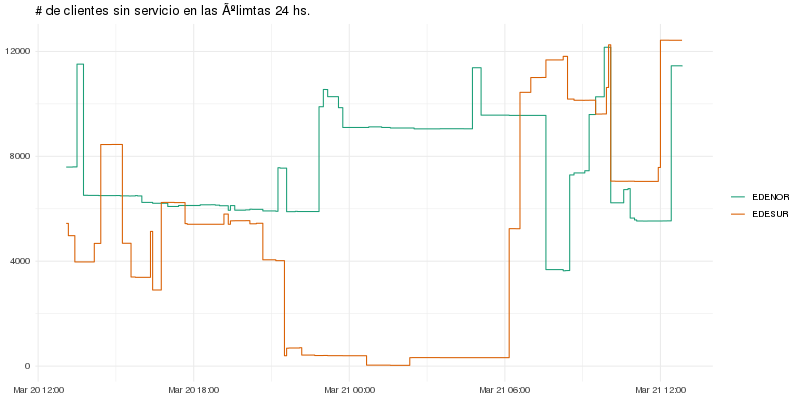 # de clientes sin servicio en las Ãºlimtas 24 hs.
12000
8000
4000
0
Mar 20 12:00
Mar 20 18:00
Mar 21 00:00
Mar 21 06:00
Mar 21 12:00
EDENOR
EDESUR